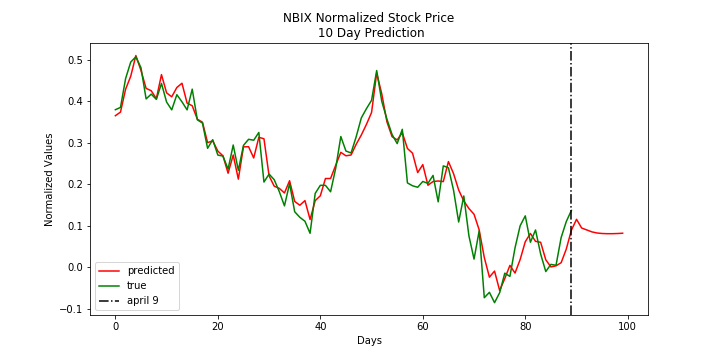 NBIX Normalized Stock Price
10 Day Prediction
Normalized Values
0.5
0.4
0.3
0.2
0.1
0.0
−0.1
predicted
true
april 9
0 20 40 60 80 100
Days